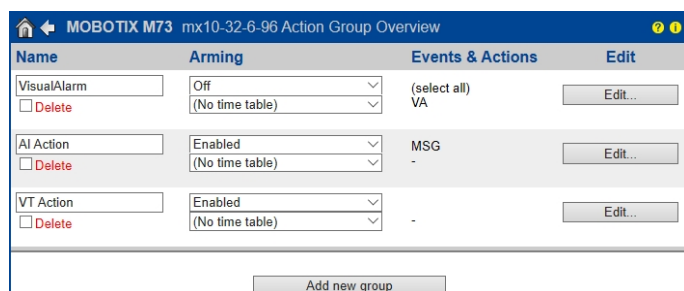 MOBOTIX M73 mx10-32-6-96 Action Group Overview ? i
Name Arming Events & Actions Edit
VisualAlarm Off (select all) Edit...
Delete (No time table) VA
AI Action Enabled MSG Edit...
Delete (No time table) -
VT Action Enabled Edit...
Delete (No time table) -
Add new group